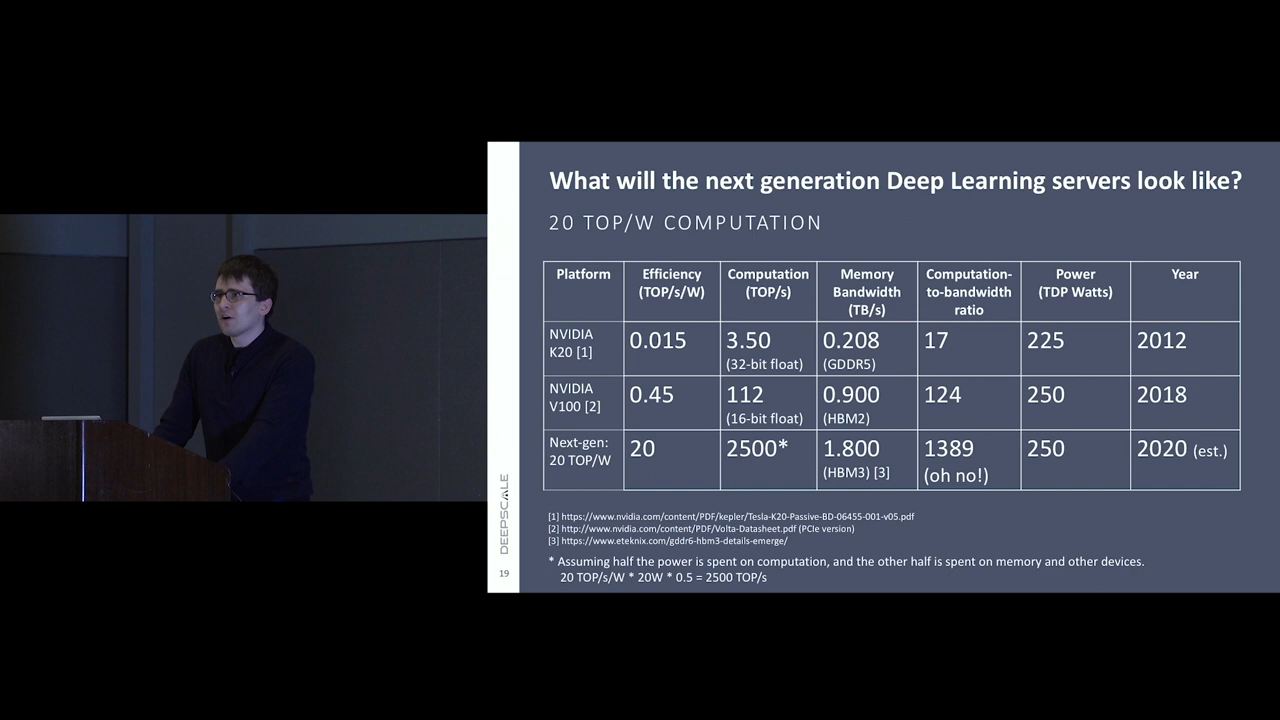 What will the next generation Deep Learning servers look like?
20 TOP/W COMPUTATION
Platform
Efficiency
(TOP/s/W)
Computation
(TOP/s)
Memory
Bandwidth
(TB/s)
Computation-
to-bandwidth
ratio
Power
(TDP Watts)
Year
NVIDIA
K20 [1]
0.015
3.50
(32-bit float)
0.208
(GDDR5)
17
225
2012
NVIDIA
V100 [2]
0.45
112
(16-bit float)
0.900
(HBM2)
124
250
2018
Next-gen:
20 TOP/W
20
2500*
1.800
(HBM3) [3]
1389
(oh no!)
250
2020 (est.)
[1] https://www.nvidia.com/content/PDF/kepler/Tesla-K20-Passive-BD-06455-001-v05.pdf
[2] http://www.nvidia.com/content/PDF/Volta-Datasheet.pdf (PCIe version)
[3] https://www.eteknix.com/gddr6-hbm3-details-emerge/
* Assuming half the power is spent on computation, and the other half is spent on memory and other devices.
20 TOP/s/W * 20W * 0.5 = 2500 TOP/s
DEEPSCALE
19